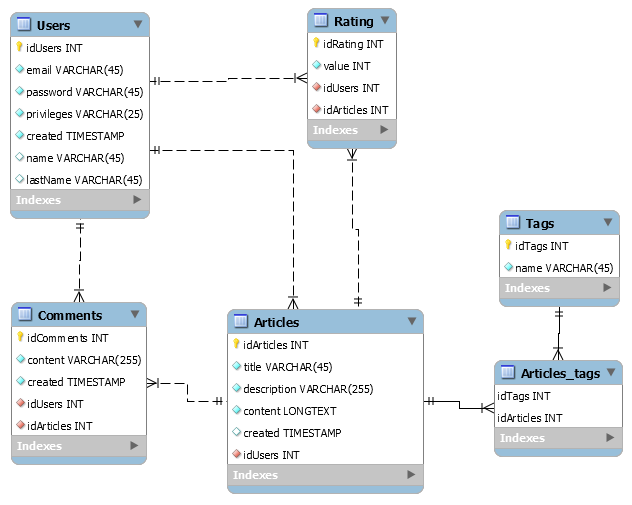 Users
idUsers INT
email VARCHAR(45)
password VARCHAR(45)
privileges VARCHAR(25)
created TIMESTAMP
name VARCHAR(45)
lastName VARCHAR(45)
Indexes
Rating
idRating INT
value INT
idUsers INT
idArticles INT
Indexes
Tags
idTags INT
name VARCHAR(45)
Indexes
Comments
idComments INT
content VARCHAR(255)
created TIMESTAMP
idUsers INT
idArticles INT
Indexes
Articles
idArticles INT
title VARCHAR(45)
description VARCHAR(255)
content LONGTEXT
created TIMESTAMP
idUsers INT
Indexes
Articles_tags
idTags INT
idArticles INT
Indexes